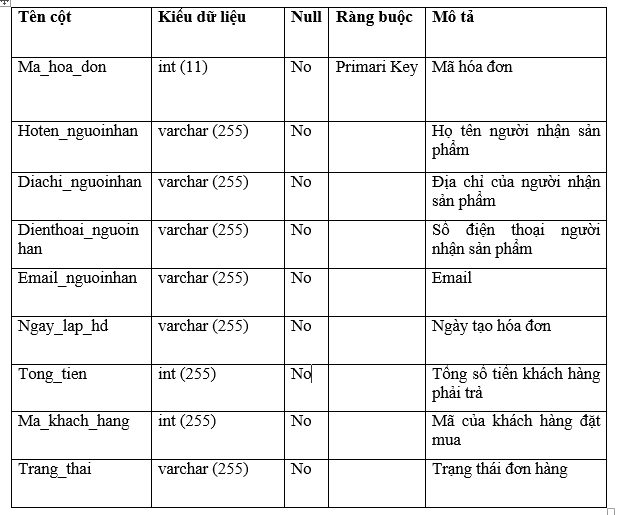 Tên cột Kiểu dữ liệu Null Ràng buộc Mô tả
Ma_hoa_don int (11) No Primari Key Mã hóa đơn
Hoten_nguoinhan varchar (255) No Họ tên người nhận sản
phẩm
Diachi_nguoinhan varchar (255) No Địa chỉ của người nhận
sản phẩm
Dienthoai_nguoin varchar (255) No Số điện thoại người
han nhận sản phẩm
Email_nguoinhan varchar (255) No Email
Ngay_lap_hd varchar (255) No Ngày tạo hóa đơn
Tong_tien int (255) No Tổng số tiền khách hàng
phải trả
Ma_khach_hang int (255) No Mã của khách hàng đặt
mua
Trang_thai varchar (255) No Trạng thái đơn hàng